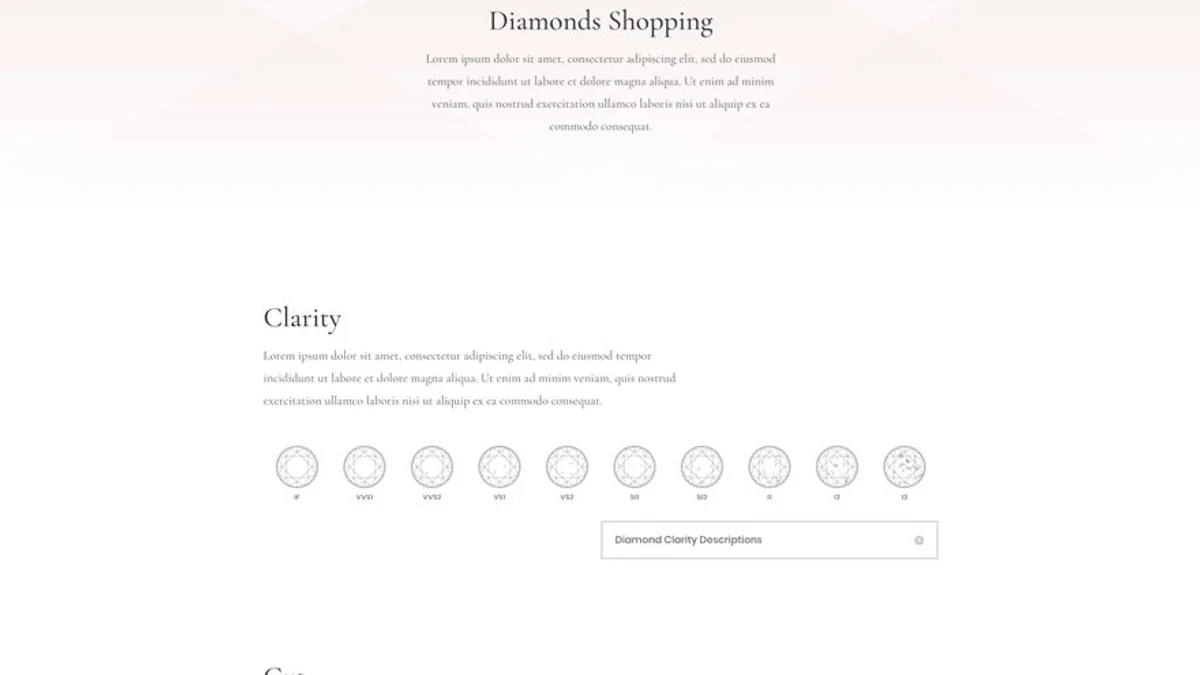 Diamonds Shopping
Lorem ipsum dolor sit amet, consectetur adipiscing elit, sed do eiusmod
tempor incididunt ut labore et dolore magna aliqua. Ut enim ad minim
veniam, quis nostrud exercitation ullamco laboris nisi ut aliquip ex ea
commodo consequat.
Clarity
Lorem ipsum dolor sit amet, consectetur adipiscing elit, sed do eiusmod tempor
incididunt ut labore et dolore magna aliqua. Ut enim ad minim veniam, quis nostrud
exercitation ullamco laboris nisi ut aliquip ex ea commodo consequat.
IF VVS1 VVS2 VS1 VS2 SI1 SI2 I1 I2 I3
Diamond Clarity Descriptions